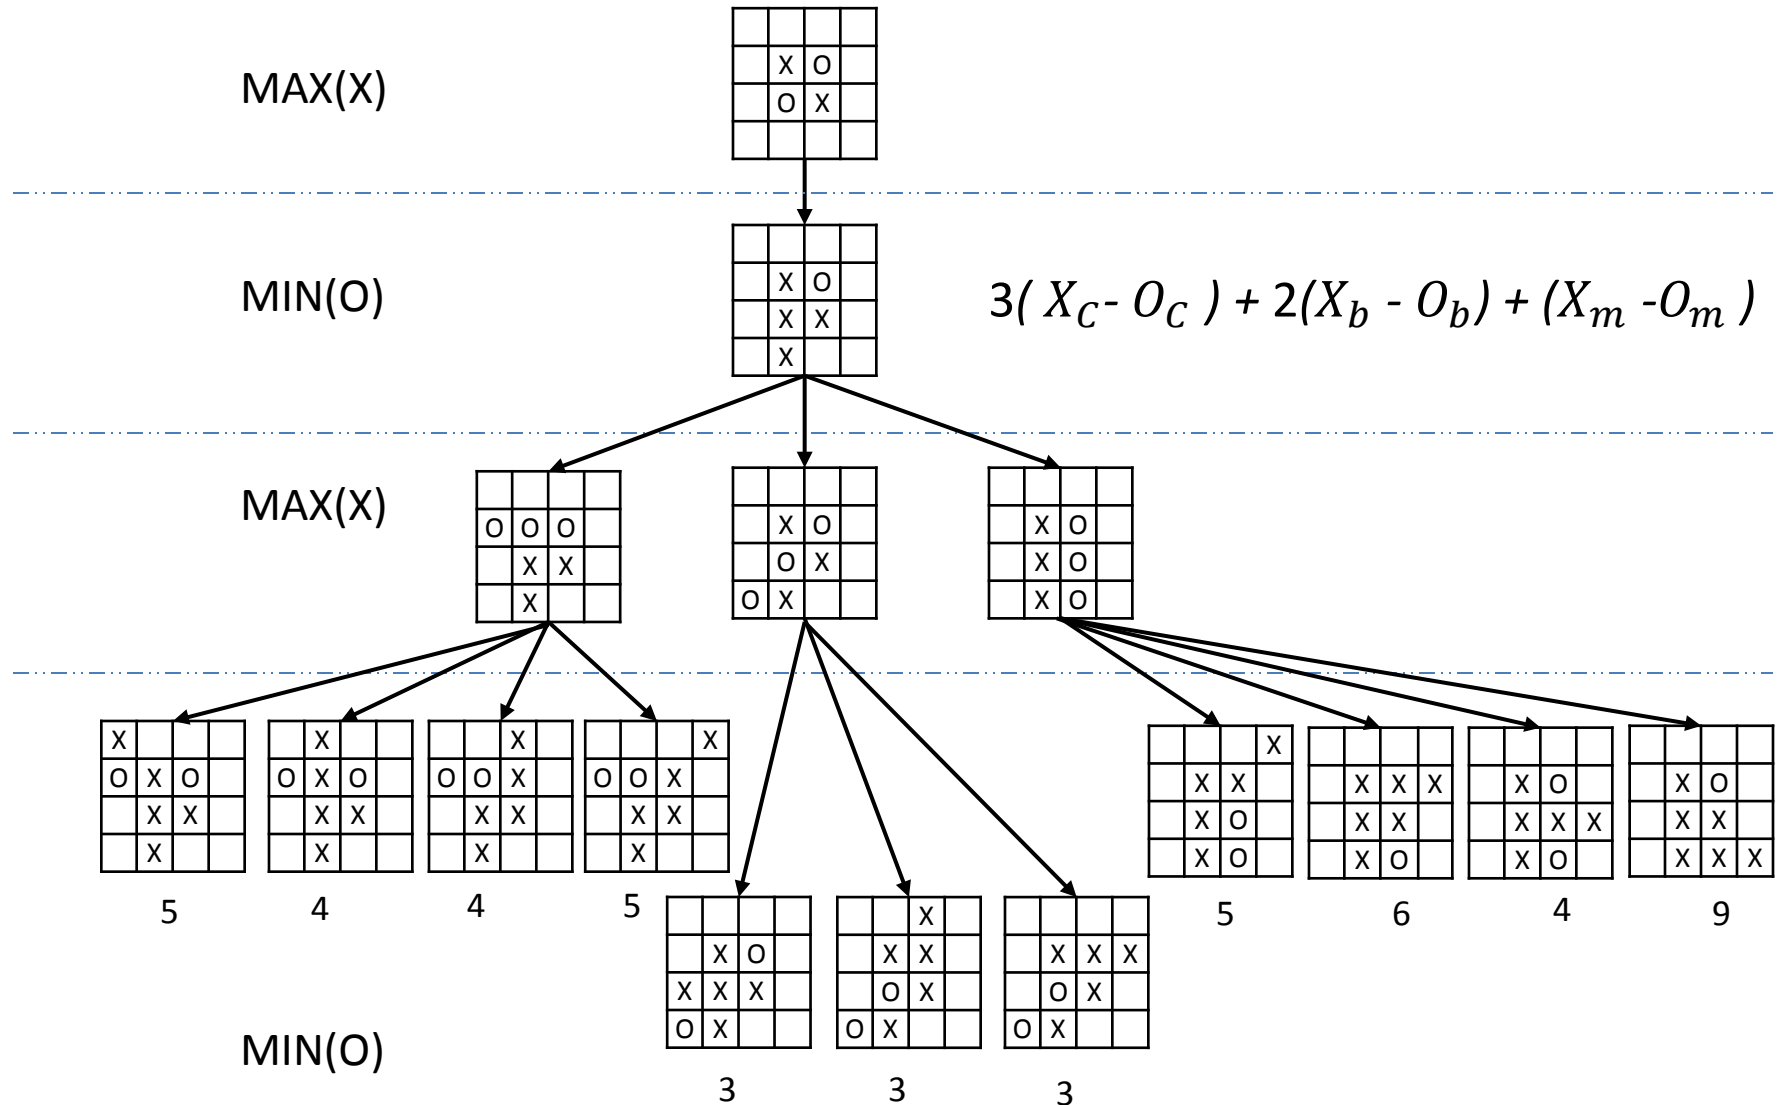 X O
MAX(X)
O X
X O
MIN(O)
3( X_C - O_C ) + 2(X_b - O_b) + (X_m -O_m )
X X
X
MAX(X)
O O O
X X
X
X O
O X
O X
X O
X O
X O
X
O X O
X X
X
X
O X O
X X
X
X
O O X
X X
X
X
O O X
X X
X
X
X X
X O
X O
X X X
X X
X O
X O
X X X
X O
X O
X X
X X X
5
4
4
5
5
6
4
9
X O
X X X
O X
X
X X
O X
O X
X X X
O X
O X
MIN(O)
3
3
3